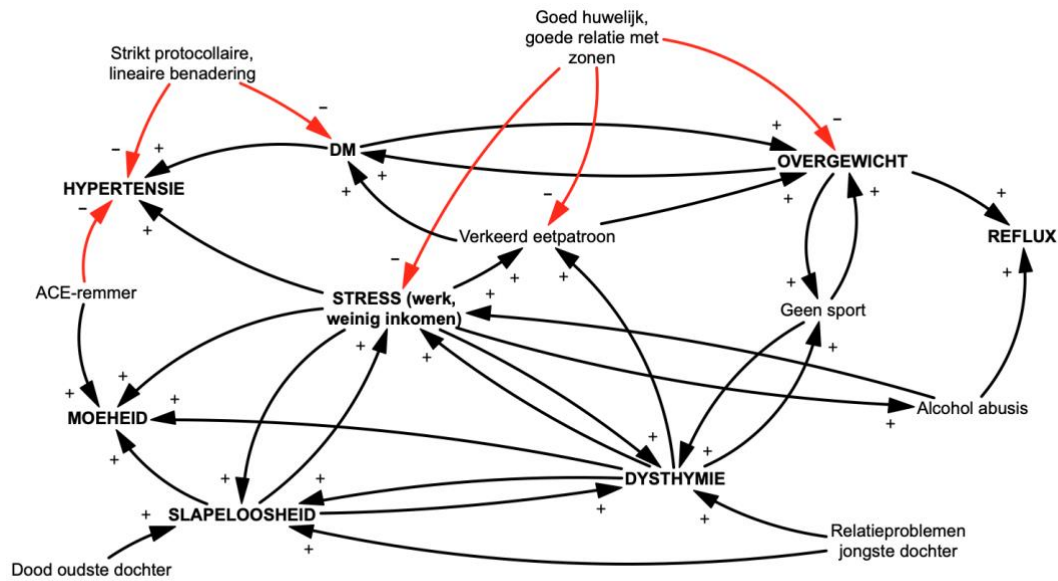 Goed huwelijk,
goede relatie met
zonen
Strikt protocollaire,
lineaire benadering
–
–
+
–
+
+
DM
OVERGEWICHT
HYPERTENSIE
–
+
+
+
–
+
+
+
REFLUX
Verkeerd eetpatroon
–
+
+
+
ACE-remmer
STRESS (werk,
weinig inkomen)
+
+
Geen sport
+
+
+
+
+
+
MOEHEID
+
Alcohol abusis
+
+
+
+
DYSTHYMIE
+
+
SLAPELOOSHEID
+
+
+
+
Relatieproblemen
jongste dochter
Dood oudste dochter